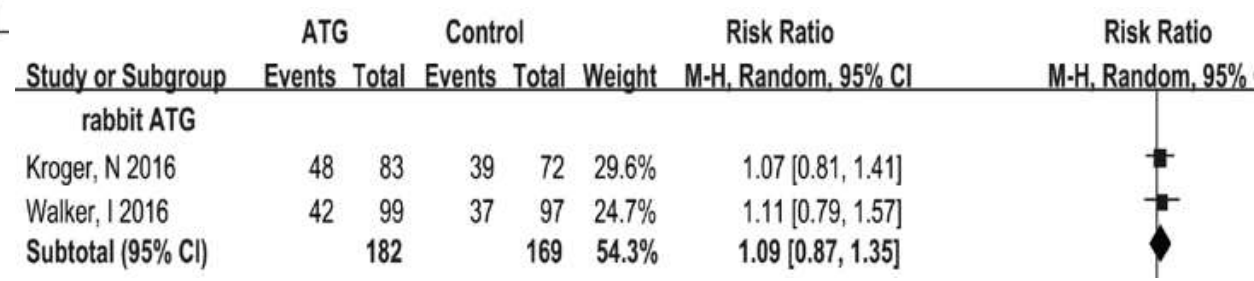 ATG Control Risk Ratio Risk Ratio
Study or Subgroup Events Total Events Total Weight M-H, Random, 95% CI M-H, Random, 95%
rabbit ATG
Kroger, N 2016 48 83 39 72 29.6% 1.07 [0.81, 1.41]
Walker, I 2016 42 99 37 97 24.7% 1.11 [0.79, 1.57]
Subtotal (95% CI) 182 169 54.3% 1.09 [0.87, 1.35]